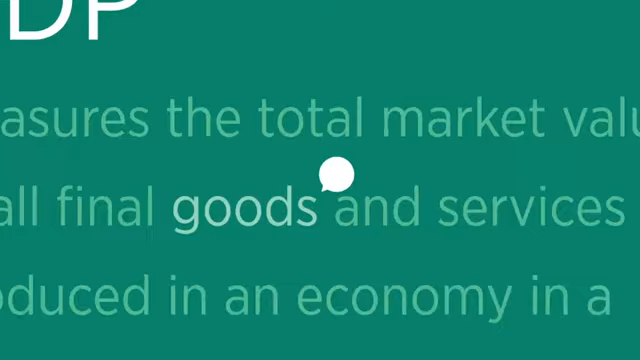 DP
asures the total market valu
all final goods and services
oduced in an economy in a